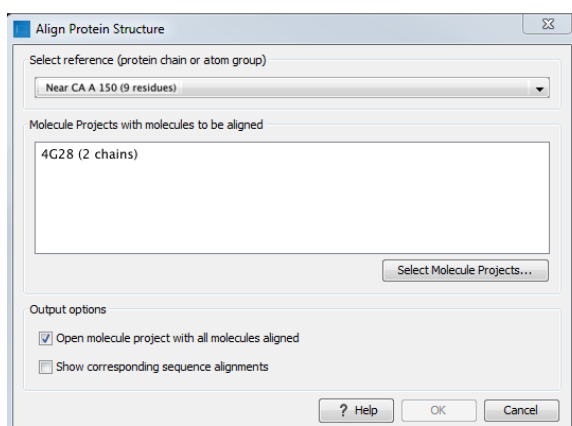 Align Protein Structure
Select reference (protein chain or atom group)
Near CA A 150 (9 residues)
Molecule Projects with molecules to be aligned
4G28 (2 chains)
Select Molecule Projects...
Output options
Open molecule project with all molecules aligned
Show corresponding sequence alignments
? Help OK Cancel